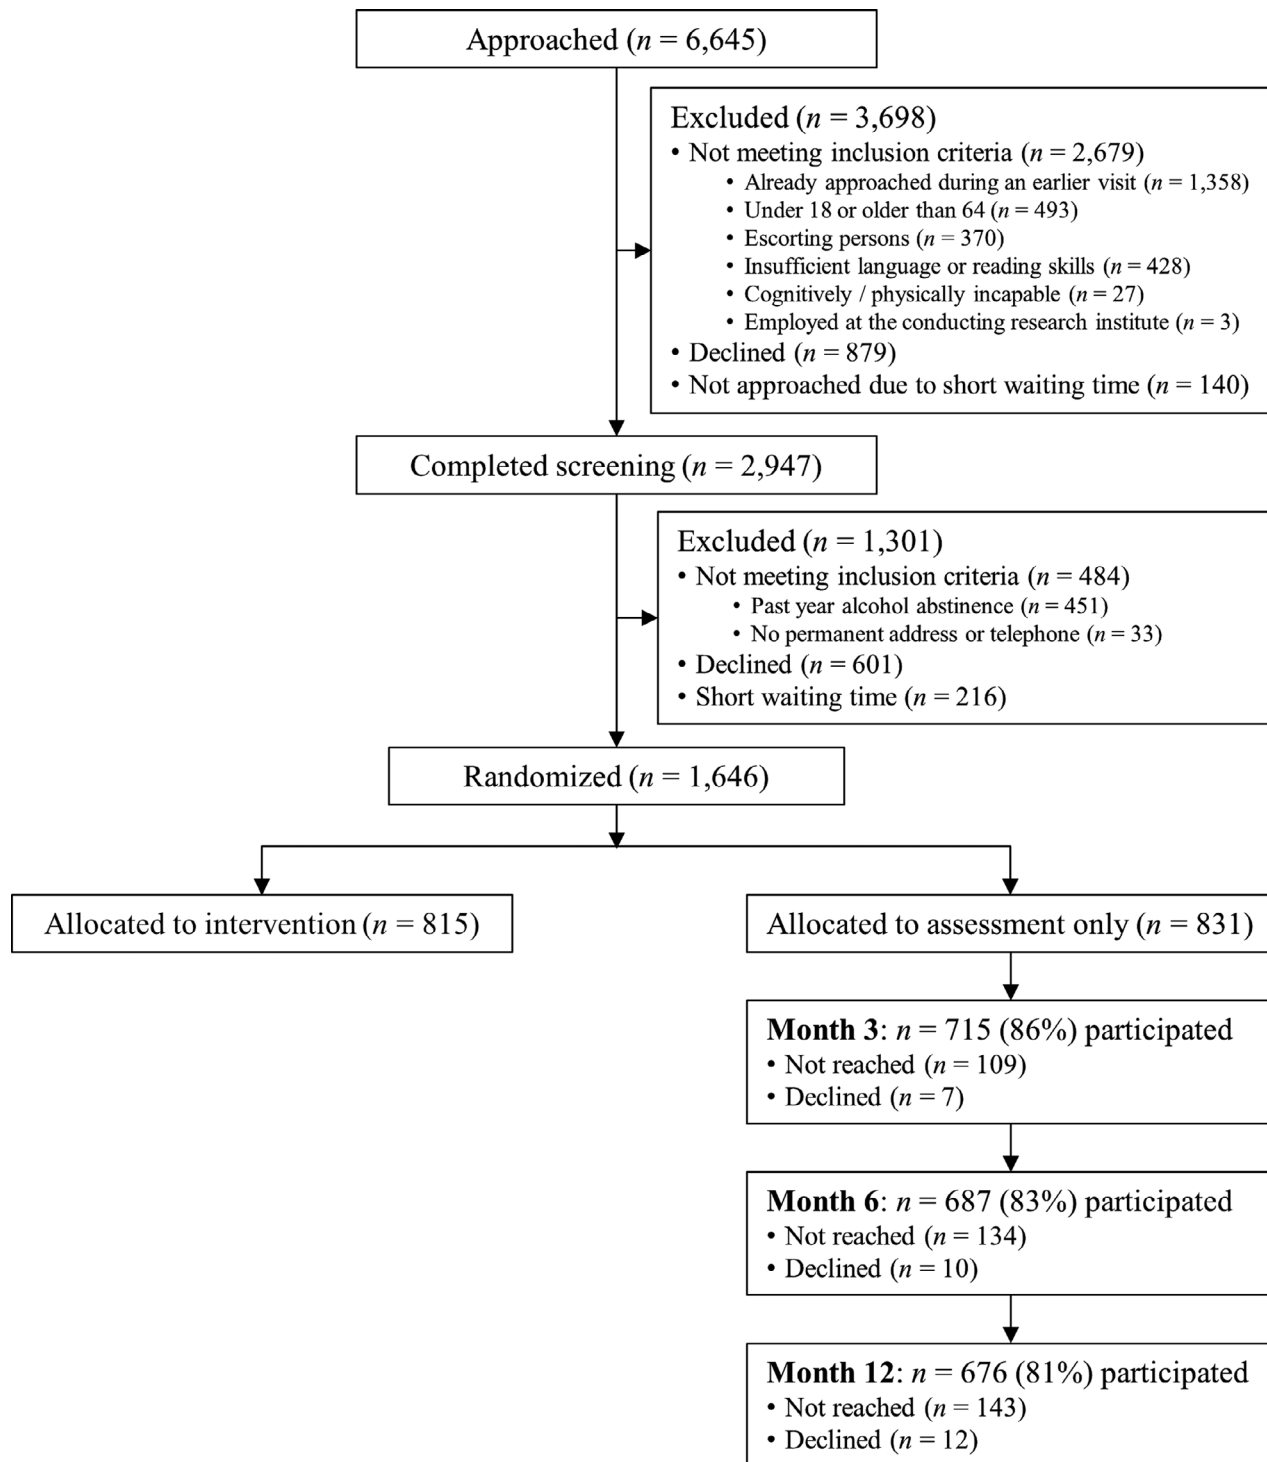 Approached (n = 6,645)
Excluded (n = 3,698)
• Not meeting inclusion criteria (n = 2,679)
• Already approached during an earlier visit (n = 1,358)
• Under 18 or older than 64 (n = 493)
• Escorting persons (n = 370)
• Insufficient language or reading skills (n = 428)
• Cognitively / physically incapable (n = 27)
• Employed at the conducting research institute (n = 3)
• Declined (n = 879)
• Not approached due to short waiting time (n = 140)
Completed screening (n = 2,947)
Excluded (n = 1,301)
• Not meeting inclusion criteria (n = 484)
• Past year alcohol abstinence (n = 451)
• No permanent address or telephone (n = 33)
• Declined (n = 601)
• Short waiting time (n = 216)
Randomized (n = 1,646)
Allocated to intervention (n = 815)
Allocated to assessment only (n = 831)
Month 3: n = 715 (86%) participated
• Not reached (n = 109)
• Declined (n = 7)
Month 6: n = 687 (83%) participated
• Not reached (n = 134)
• Declined (n = 10)
Month 12: n = 676 (81%) participated
• Not reached (n = 143)
• Declined (n = 12)